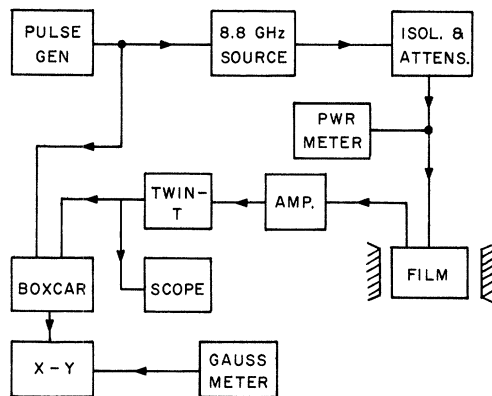 PULSE
GEN
8.8 GHz
SOURCE
ISOL. &
ATTENS.
PWR
METER
TWIN-
T
AMP.
BOXCAR
SCOPE
FILM
X-Y
GAUSS
METER